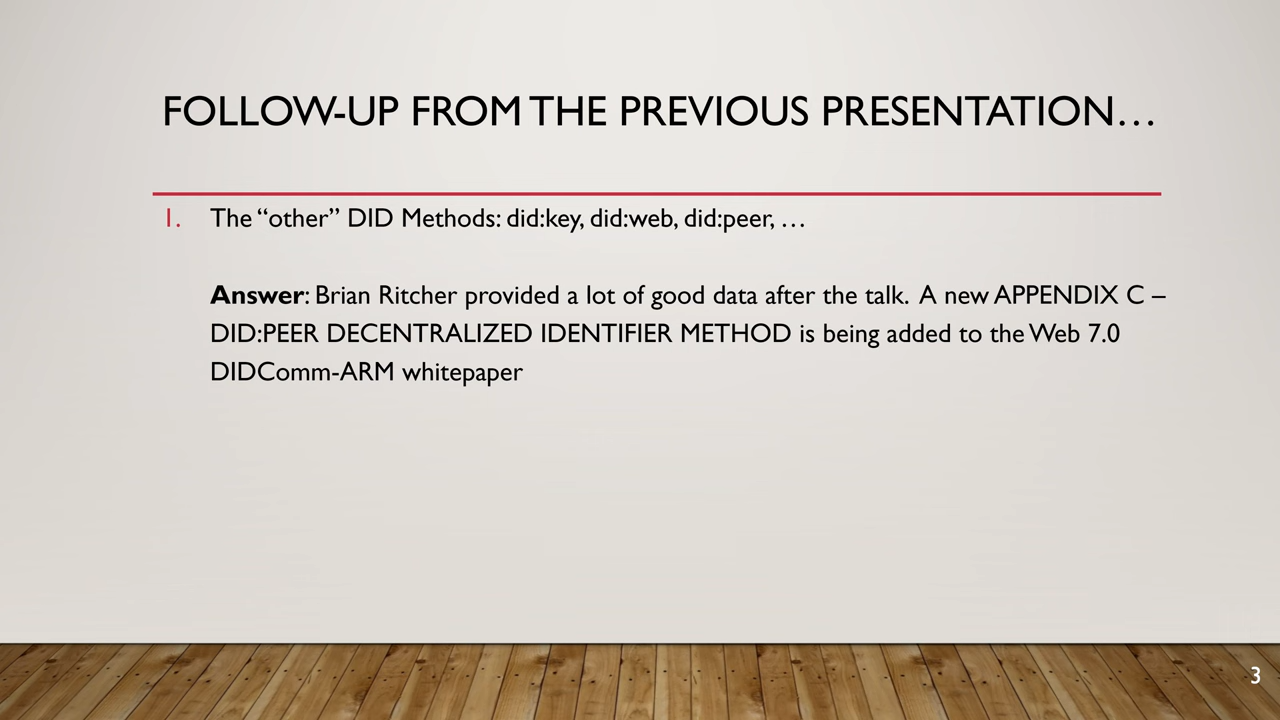 FOLLOW-UP FROM THE PREVIOUS PRESENTATION…
1. The “other” DID Methods: did:key, did:web, did:peer, …
Answer: Brian Ritcher provided a lot of good data after the talk. A new APPENDIX C –
DID:PEER DECENTRALIZED IDENTIFIER METHOD is being added to the Web 7.0
DIDComm-ARM whitepaper
3